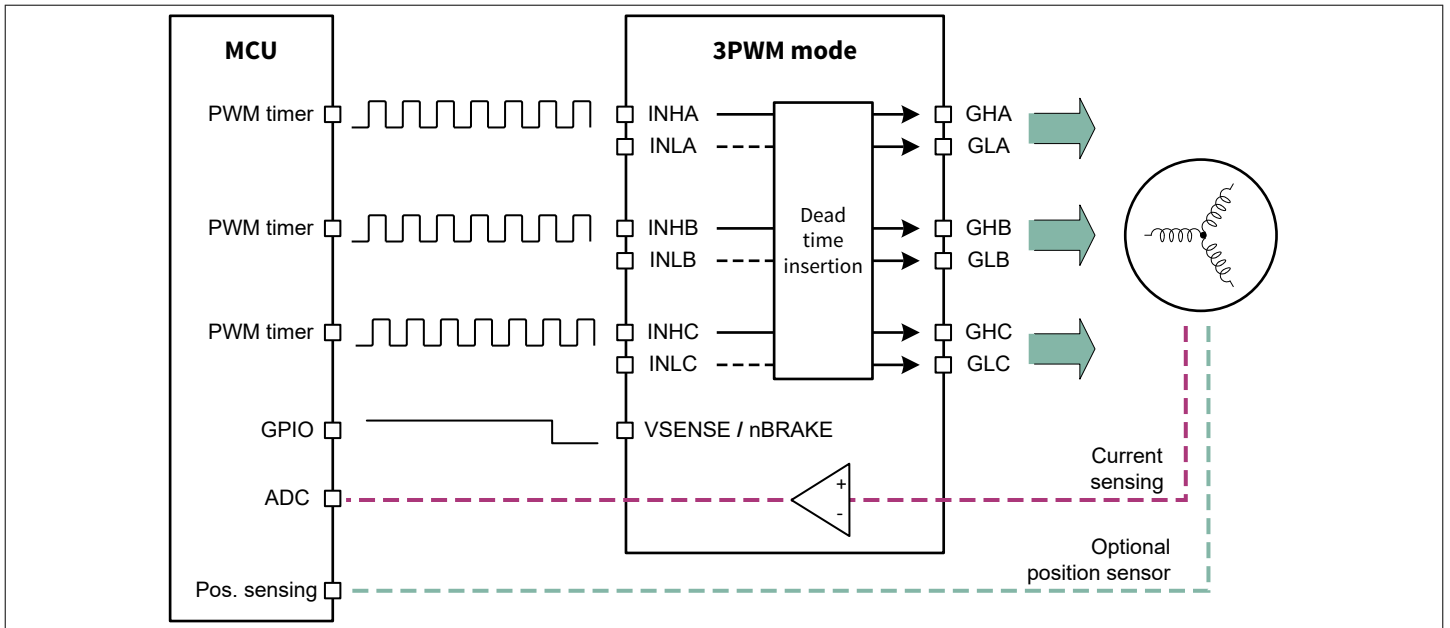 MCU
3PWM mode
PWM timer
INHA
GHA
INLA
GLA
Dead
time
insertion
PWM timer
INHB
GHB
INLB
GLB
PWM timer
INHC
GHC
INLC
GLC
GPIO
VSENSE / nBRAKE
Current
sensing
ADC
+
-
Optional
position sensor
Pos. sensing